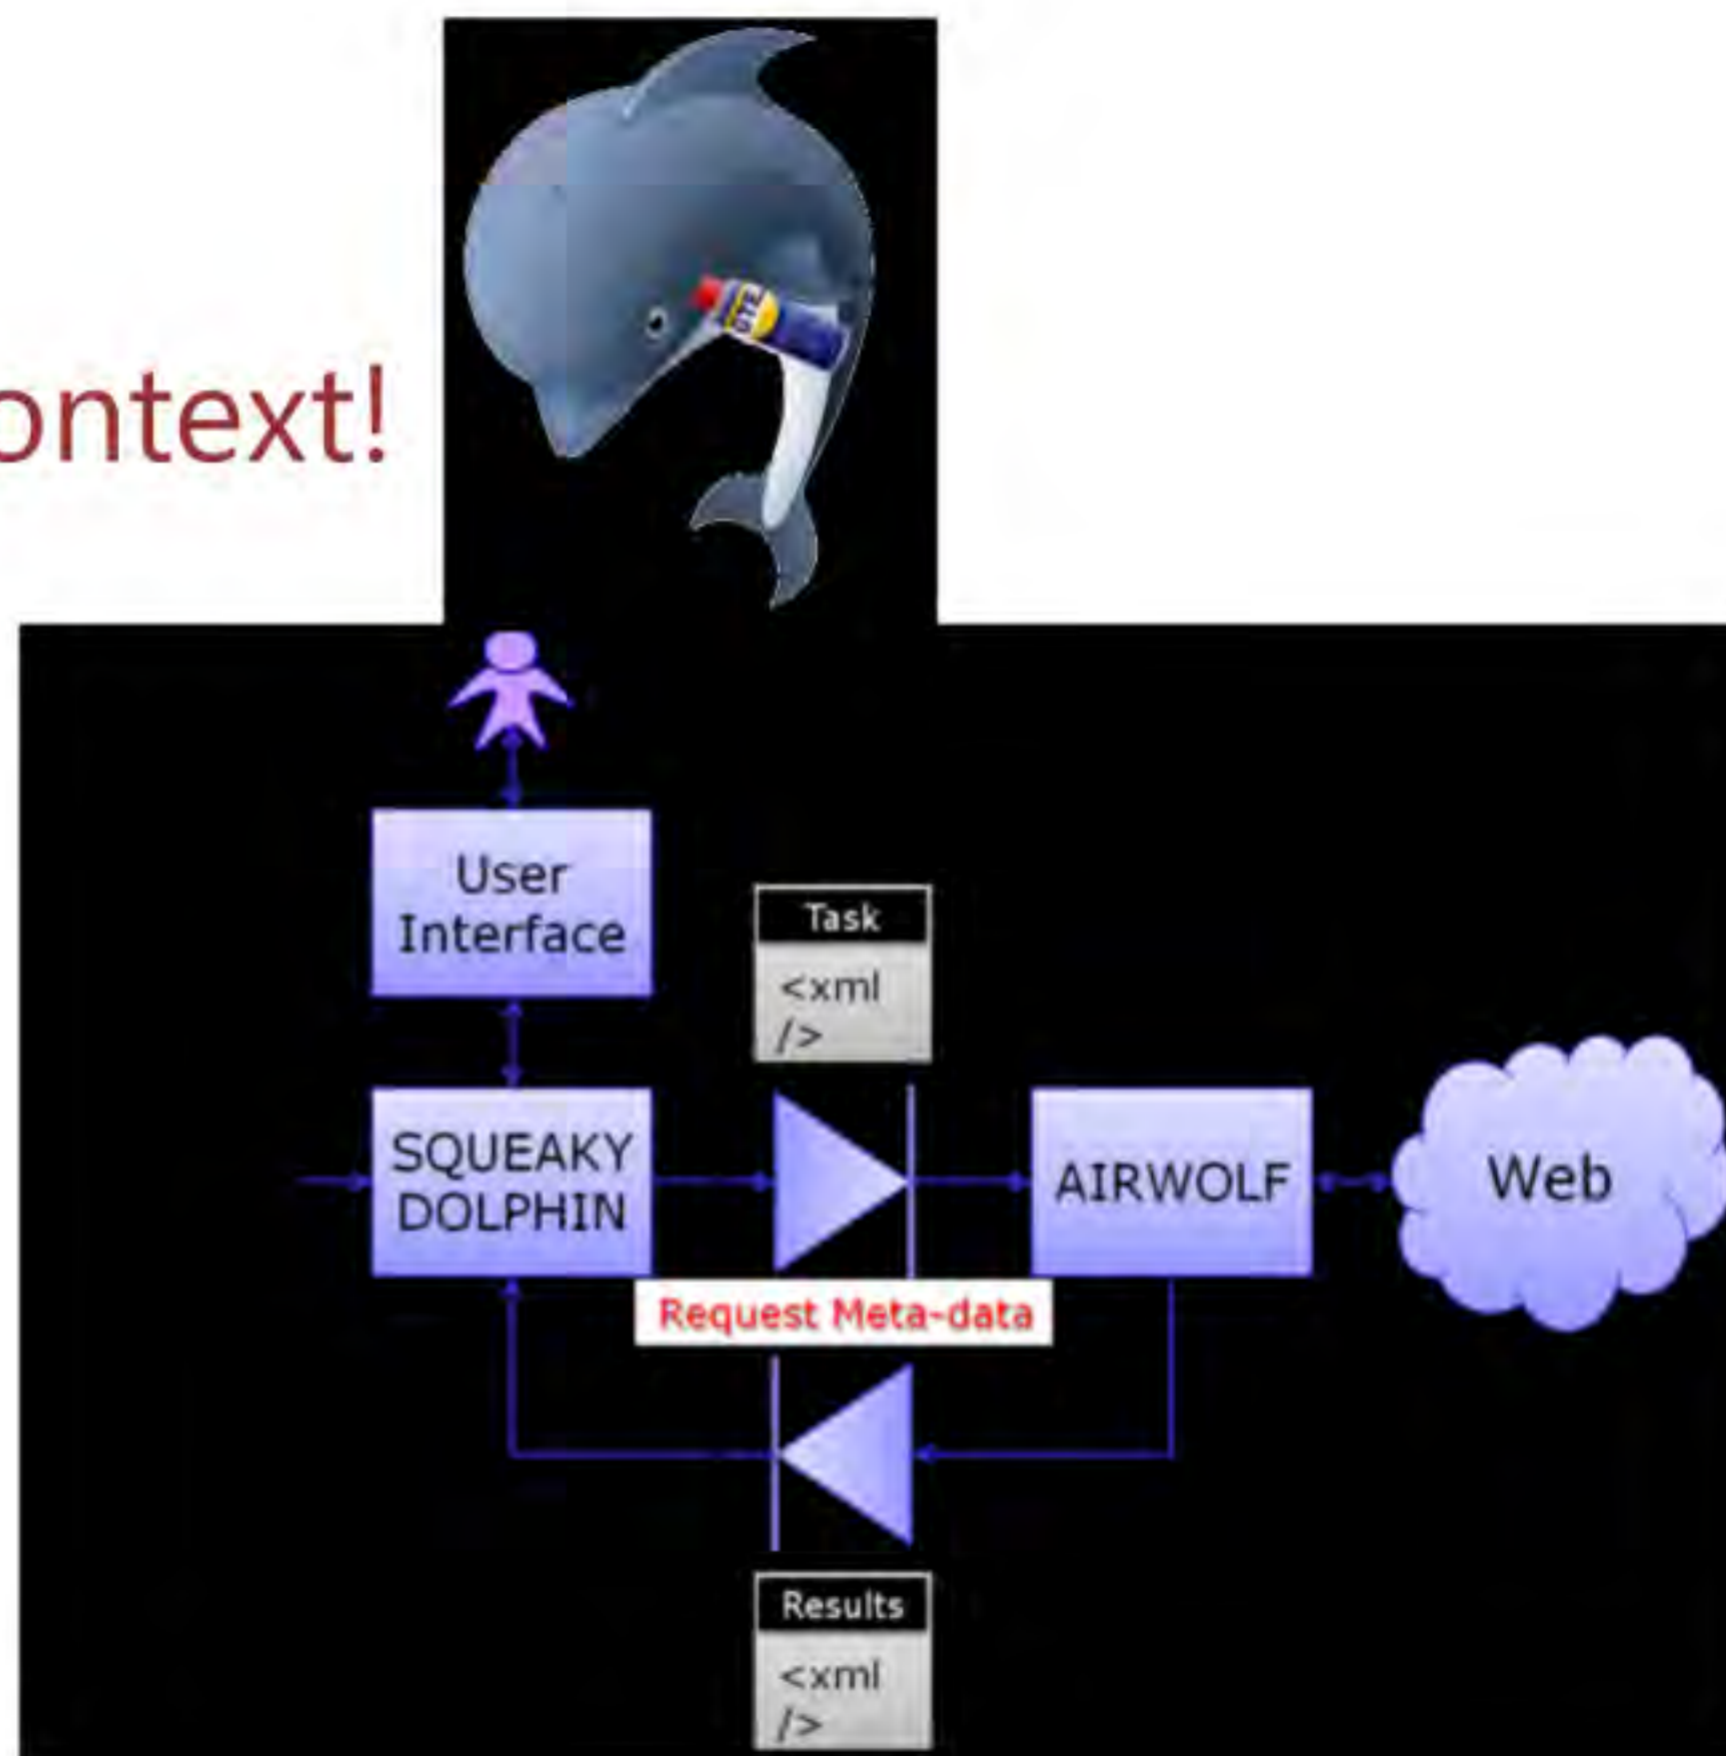 ontext!
User
Interface
Task
<xml
/>
SQUEAKY
DOLPHIN
AIRWOLF
Web
Request Meta-data
Results
<xml
/>